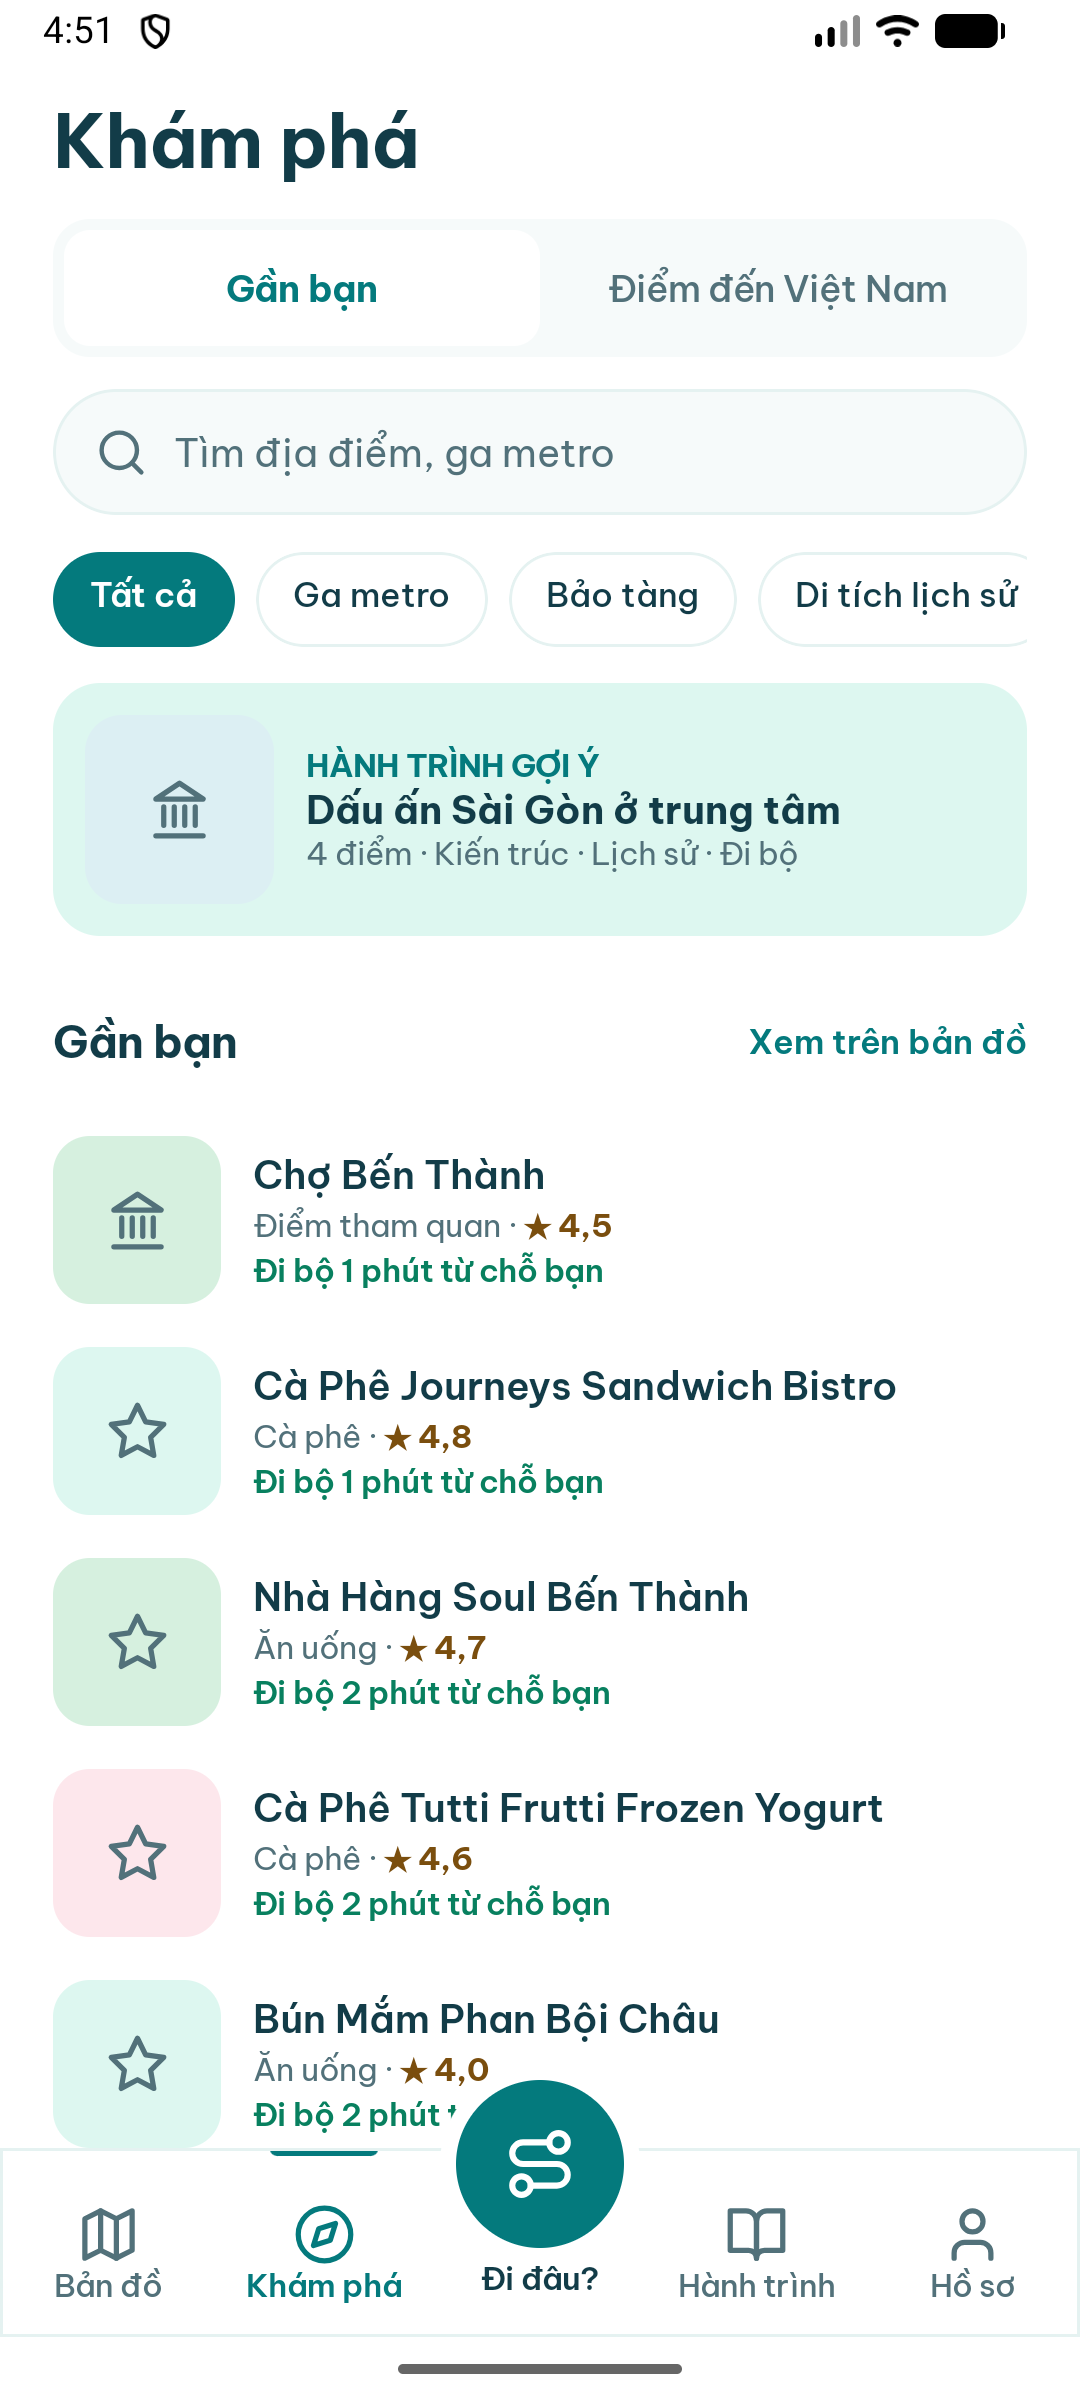 4:51
Khám phá
Gần bạn
Điểm đến Việt Nam
Tìm địa điểm, ga metro
Tất cả
Ga metro
Bảo tàng
Di tích lịch sử
HÀNH TRÌNH GỢI Ý
Dấu ấn Sài Gòn ở trung tâm
4 điểm · Kiến trúc · Lịch sử · Đi bộ
Gần bạn
Xem trên bản đồ
Chợ Bến Thành
Điểm tham quan · ★ 4,5
Đi bộ 1 phút từ chỗ bạn
Cà Phê Journeys Sandwich Bistro
Cà phê · ★ 4,8
Đi bộ 1 phút từ chỗ bạn
Nhà Hàng Soul Bến Thành
Ăn uống · ★ 4,7
Đi bộ 2 phút từ chỗ bạn
Cà Phê Tutti Frutti Frozen Yogurt
Cà phê · ★ 4,6
Đi bộ 2 phút từ chỗ bạn
Bún Mắm Phan Bội Châu
Ăn uống · ★ 4,0
Đi bộ 2 phút
Bản đồ
Khám phá
Đi đâu?
Hành trình
Hồ sơ